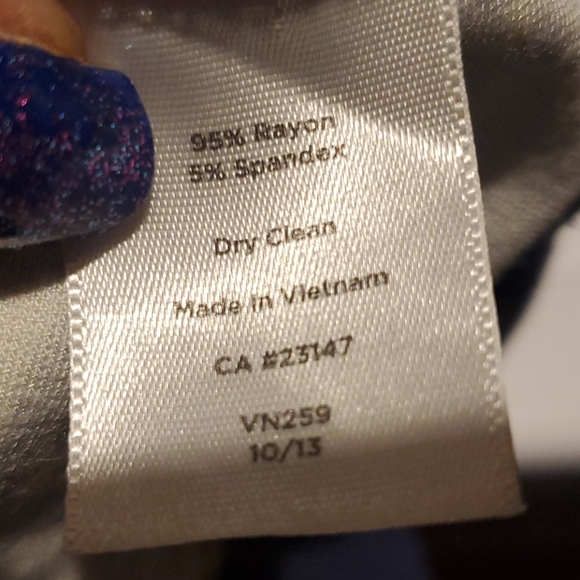 95% Rayon
5% Spandex
Dry Clean
Made in Vietnam
CA #23147
VN259
10/13